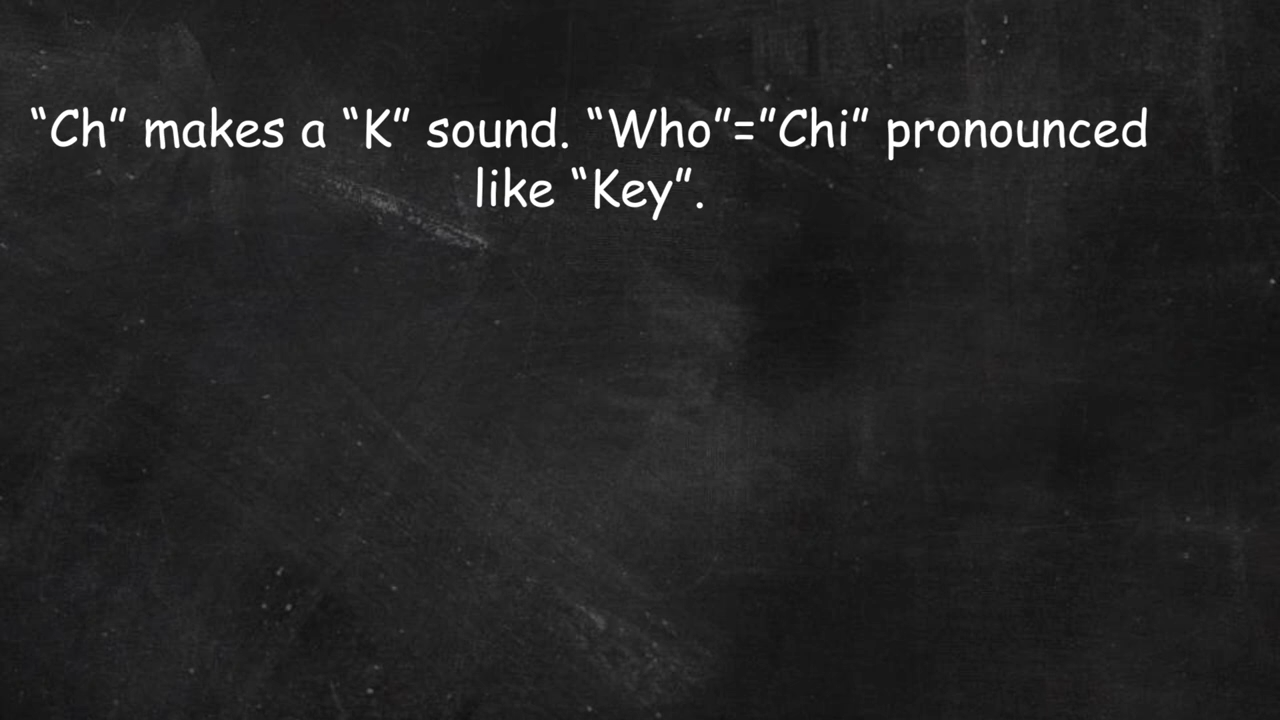 “Ch” makes a “K” sound. “Who”=”Chi” pronounced
like “Key”.